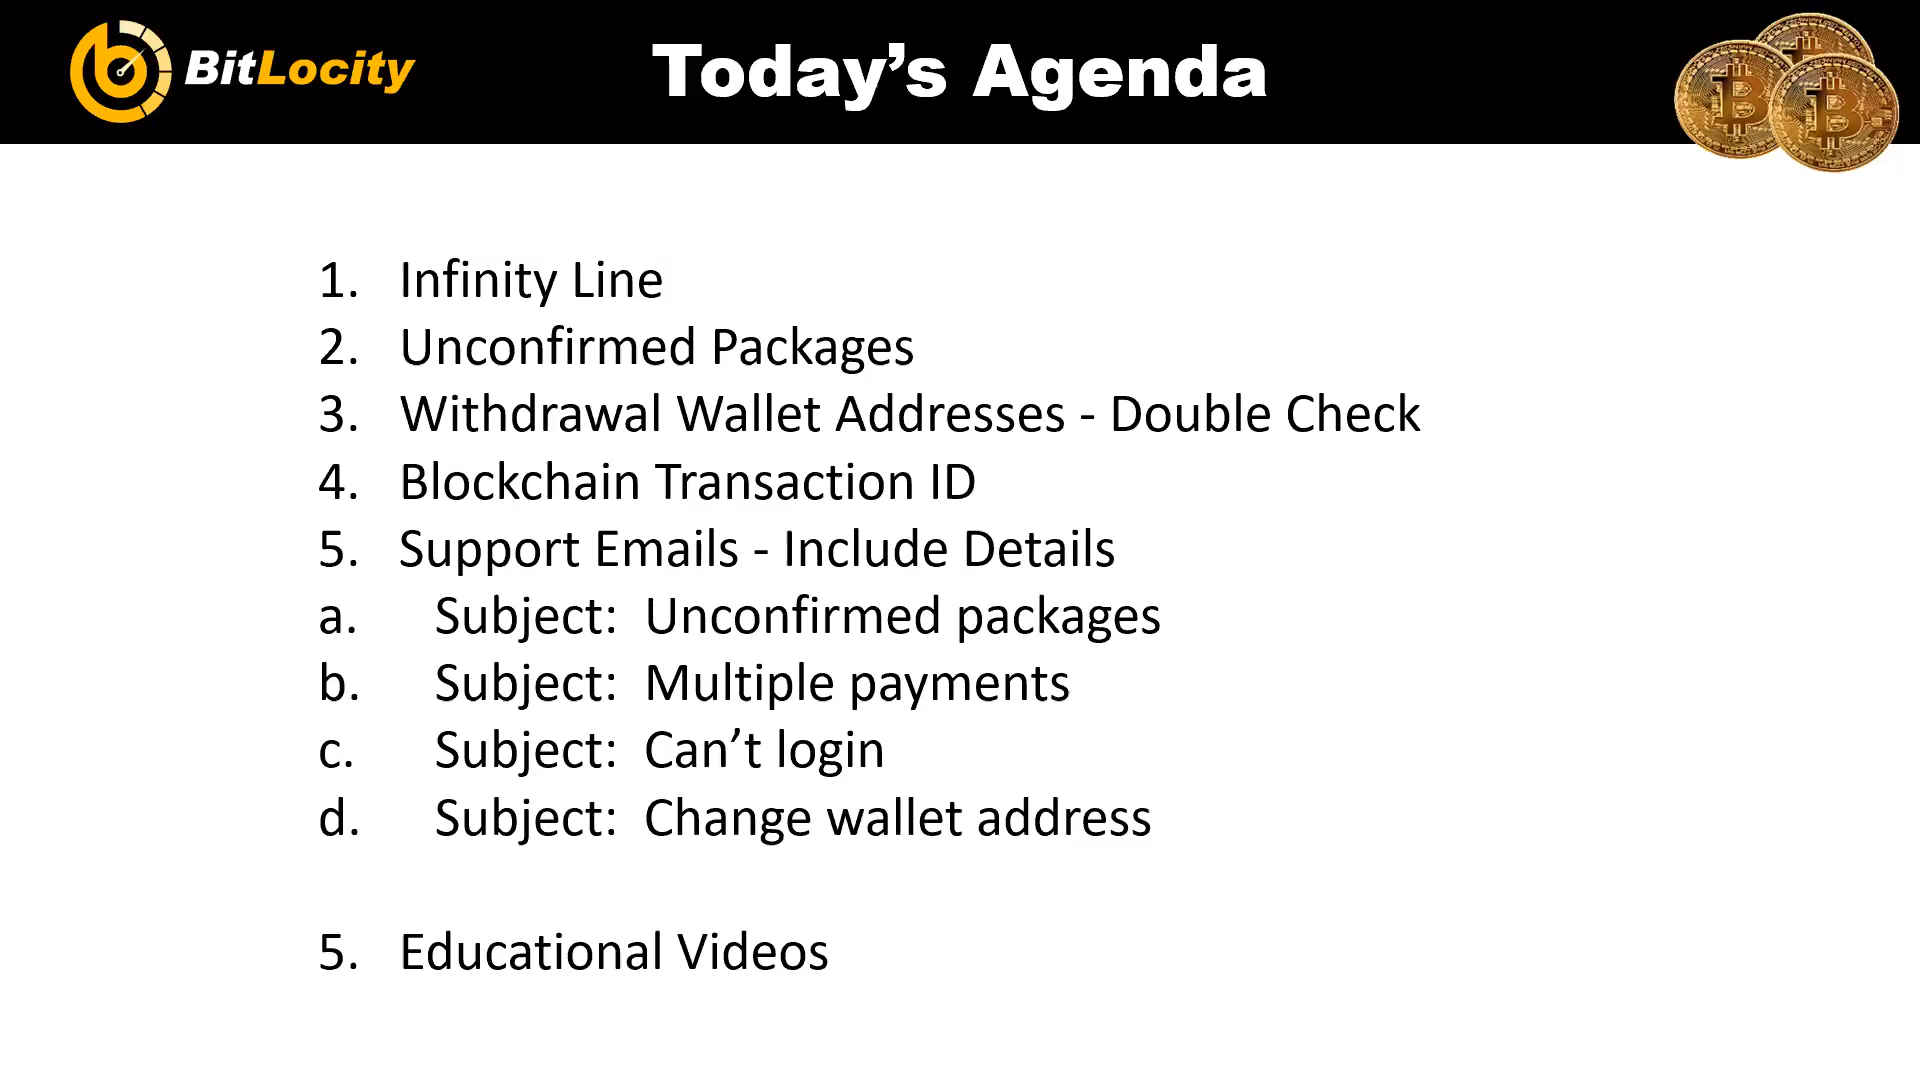 BitLocity
Today's Agenda
1. Infinity Line
2. Unconfirmed Packages
3. Withdrawal Wallet Addresses - Double Check
4. Blockchain Transaction ID
5. Support Emails - Include Details
a. Subject: Unconfirmed packages
b. Subject: Multiple payments
c. Subject: Can't login
d. Subject: Change wallet address
5. Educational Videos